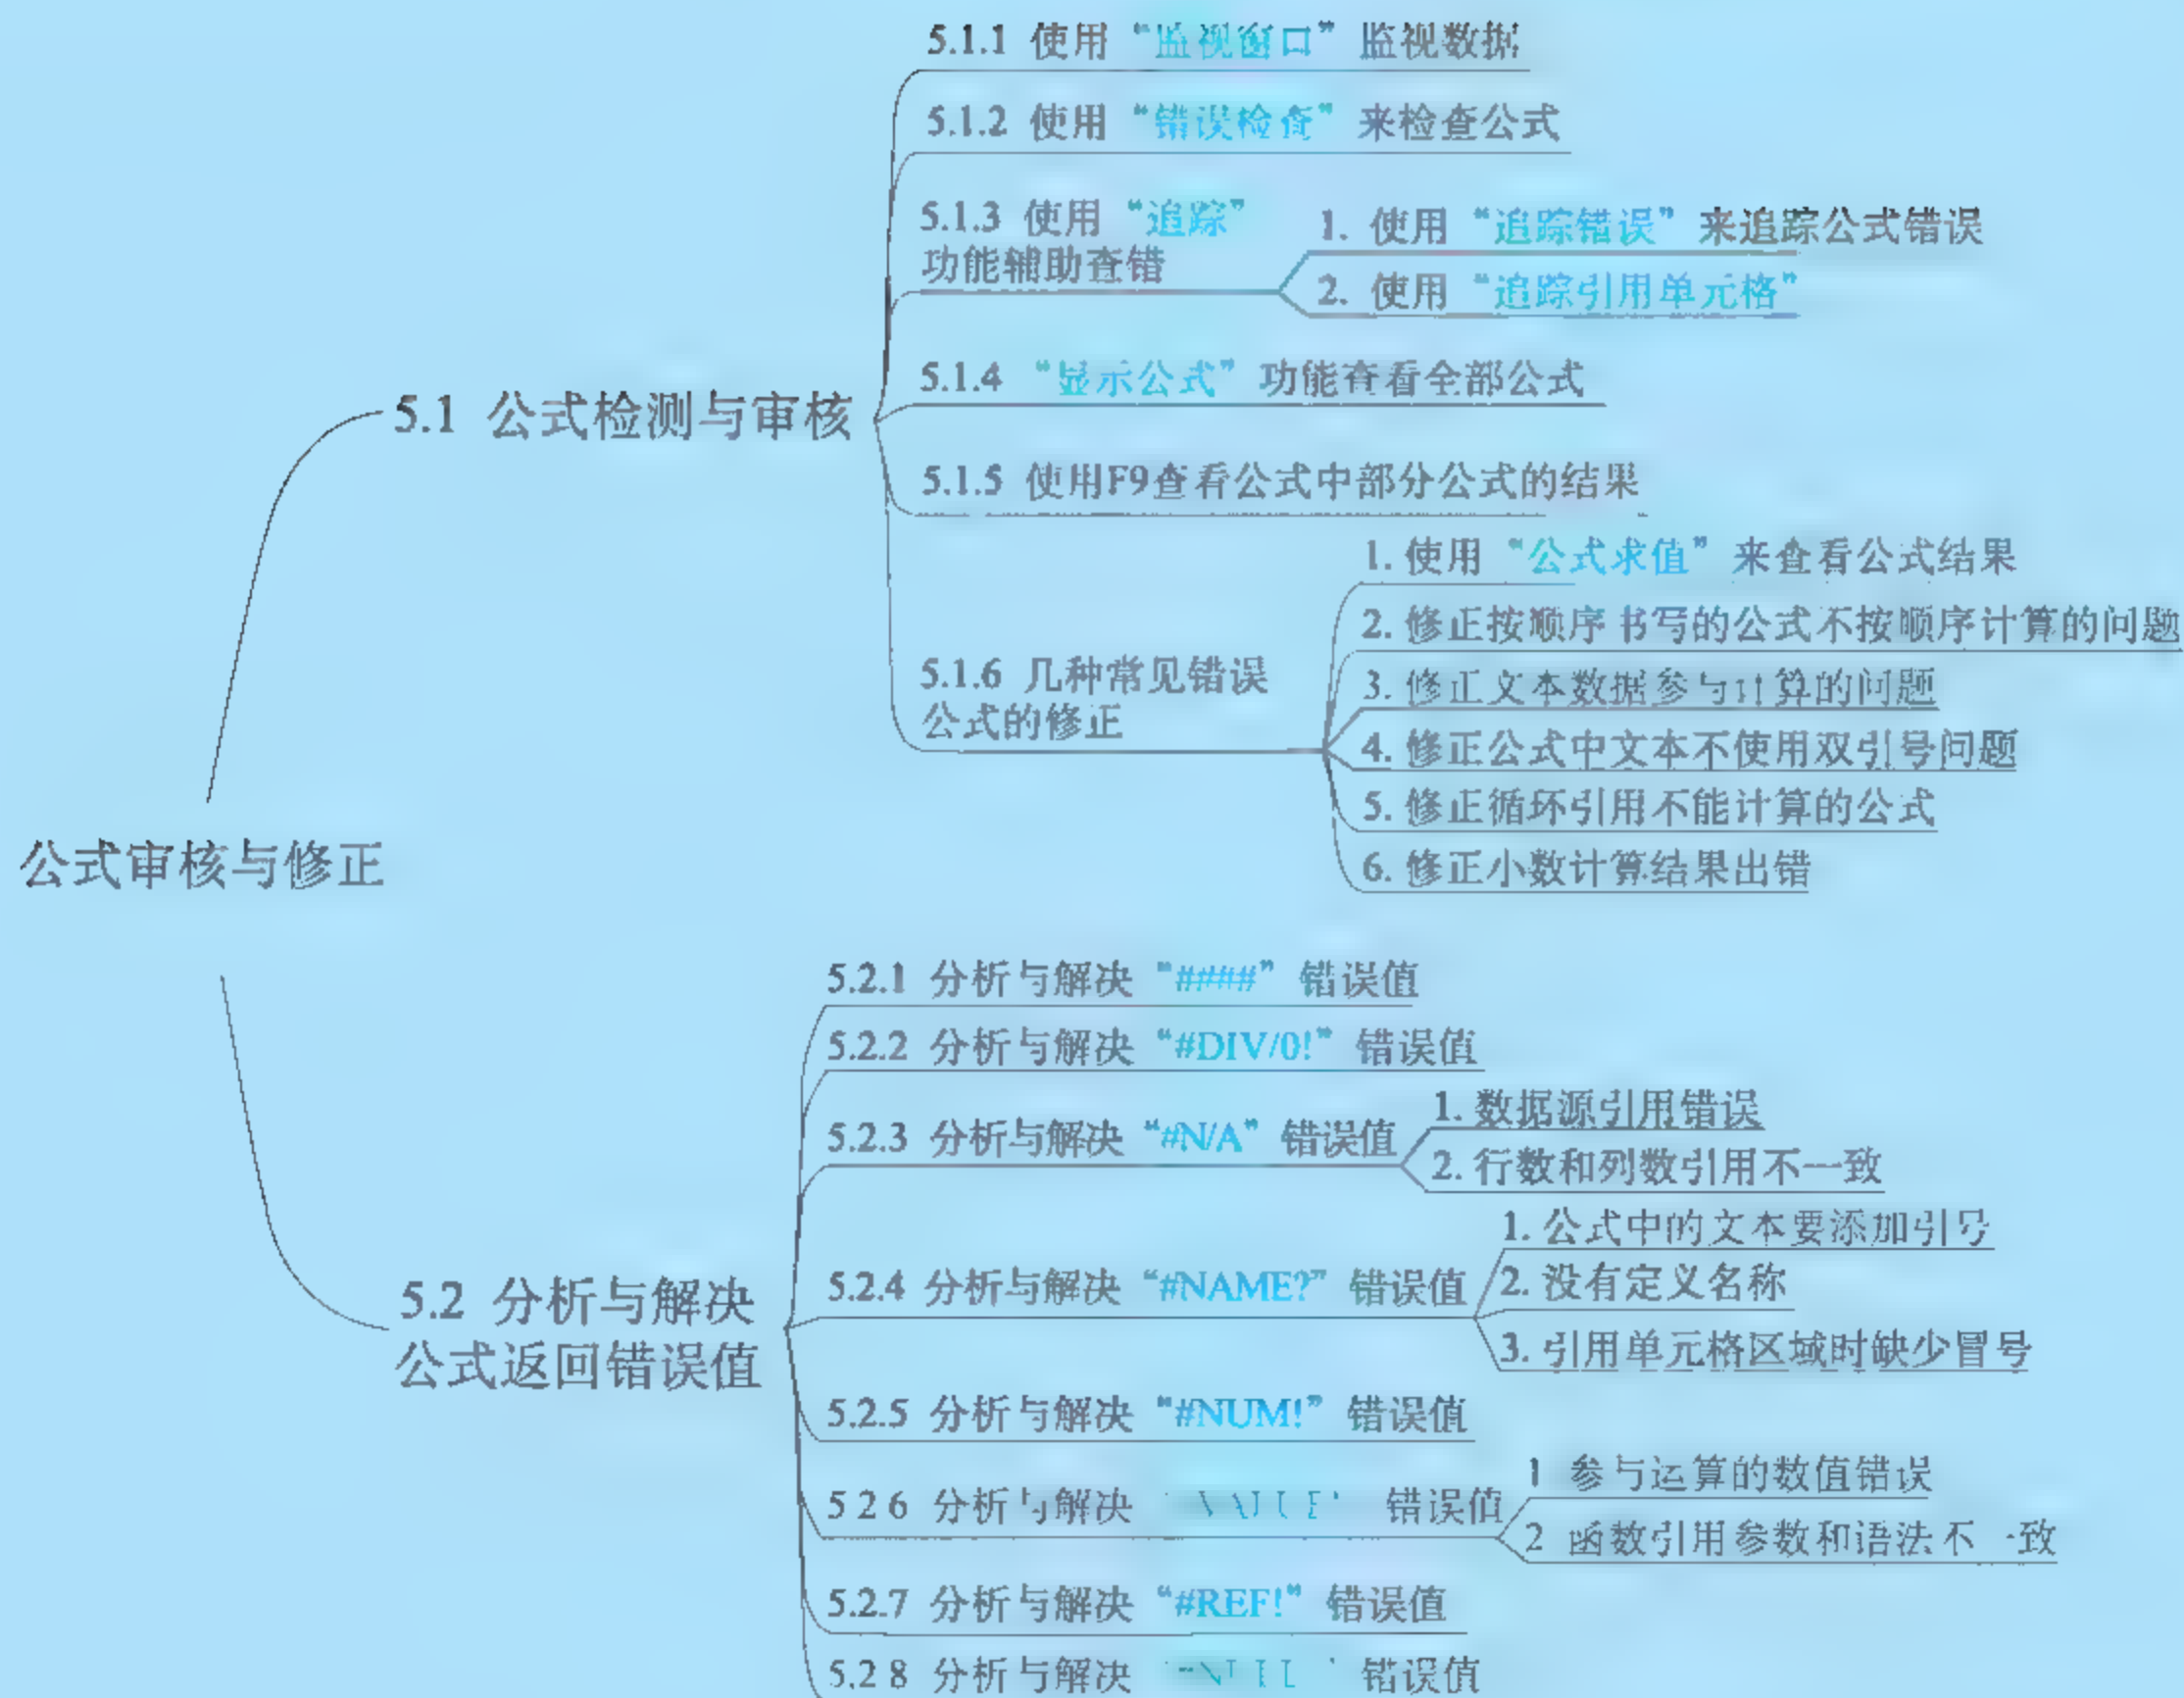 5.1.1 使用“监视窗口”监视数据
5.1.2 使用“错误检查”来检查公式
5.1.3 使用“追踪”
功能辅助查错
1. 使用“追踪错误”来追踪公式错误
2. 使用“追踪引用单元格”
5.1.4 “显示公式”功能查看全部公式
5.1 公式检测与审核
5.1.5 使用F9查看公式中部分公式的结果
1. 使用“公式求值”来查看公式结果
2. 修正按顺序书写的公式不按顺序计算的问题
5.1.6 几种常见错误
公式的修正
3. 修正文本数据参与计算的问题
4. 修正公式中文本不使用双引号问题
5. 修正循环引用不能计算的公式
6. 修正小数计算结果出错
公式审核与修正
5.2.1 分析与解决“####”错误值
5.2.2 分析与解决“#DIV/0!”错误值
5.2.3 分析与解决“#N/A”错误值
1. 数据源引用错误
2. 行数和列数引用不一致
5.2.4 分析与解决“#NAME?”错误值
1. 公式中的文本要添加引号
2. 没有定义名称
3. 引用单元格区域时缺少冒号
5.2 分析与解决
公式返回错误值
5.2.5 分析与解决“#NUM!”错误值
5 2 6 分析与解决 错误值
1 参与运算的数值错误
2 函数引用参数和语法不一致
5.2.7 分析与解决“#REF!”错误值
5.2 8 分析与解决 错误值